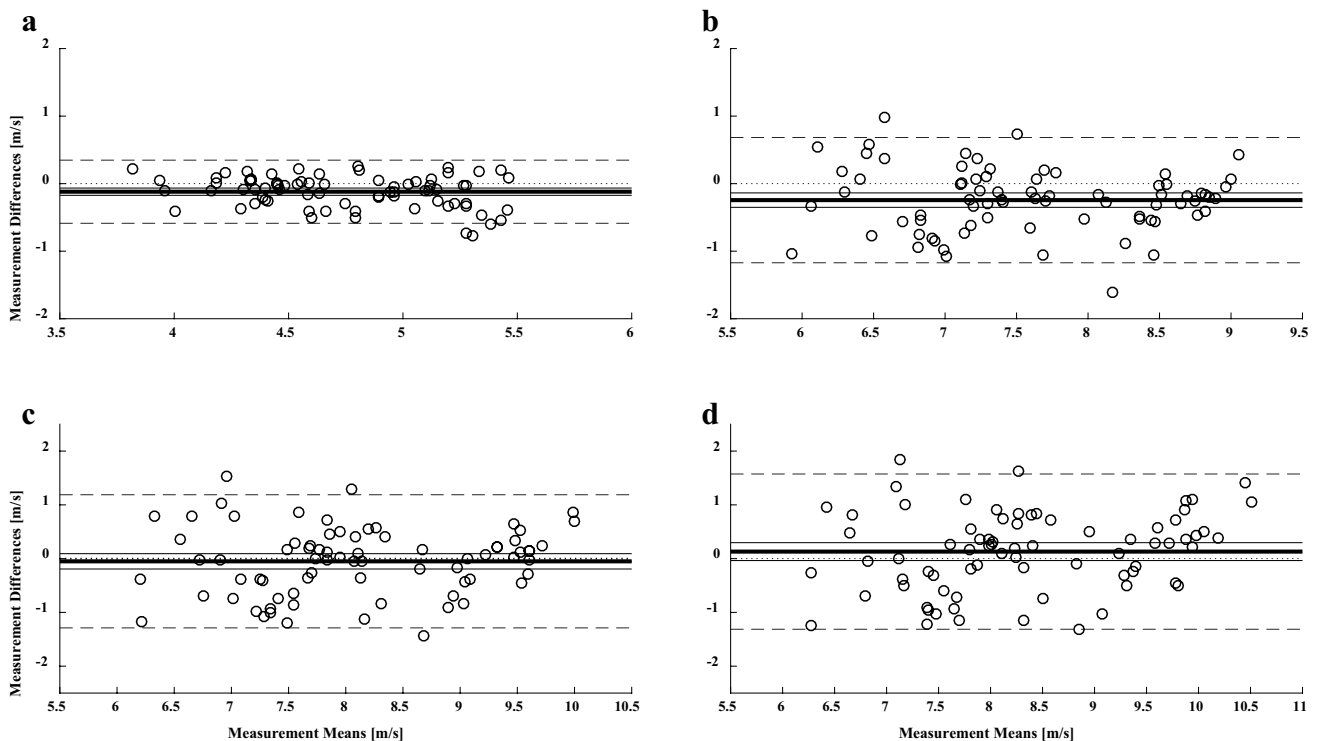 a
b
2
1
0
-1
-2
Measurement Differences [m/s]
3.5 4 4.5 5 5.5 6
2
1
0
-1
-2
5.5 6 6.5 7 7.5 8 8.5 9 9.5
c
d
2
1
0
-1
-2
Measurement Differences [m/s]
5.5 6 6.5 7 7.5 8 8.5 9 9.5 10 10.5
Measurement Means [m/s]
2
1
0
-1
-2
5.5 6 6.5 7 7.5 8 8.5 9 9.5 10 10.5 11
Measurement Means [m/s]